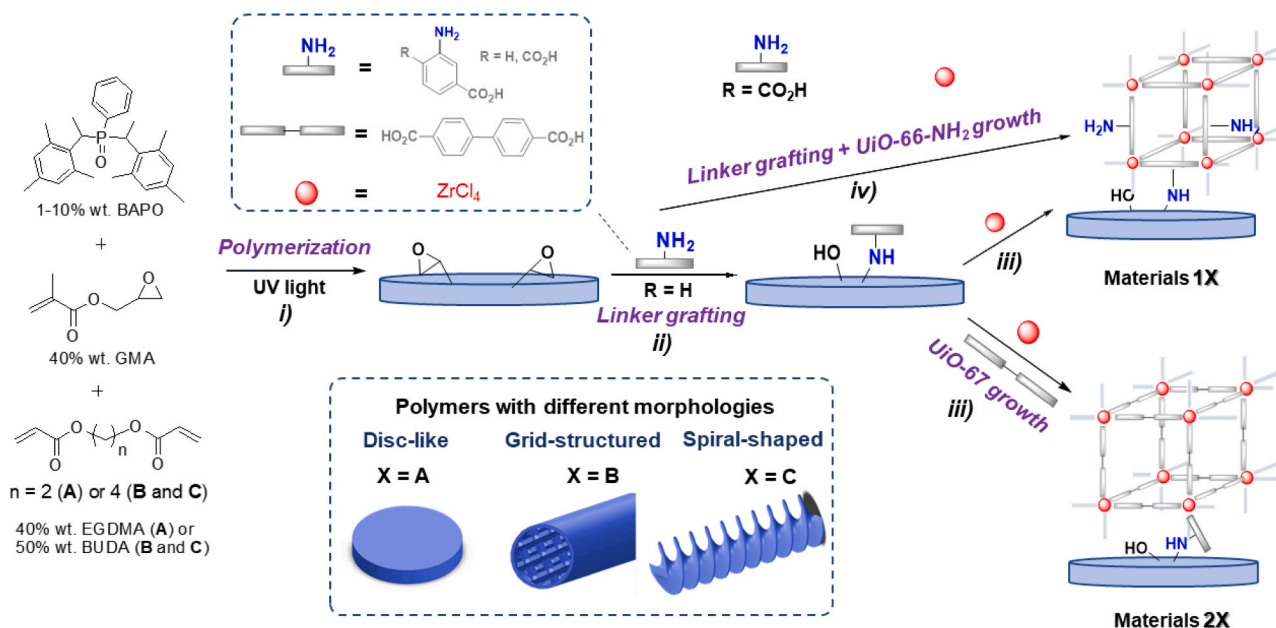 P
O
1-10% wt. BAPO
+
O
O
O
40% wt. GMA
+
O
O
n
O
O
n = 2 (A) or 4 (B and C)
40% wt. EGDMA (A) or
50% wt. BUDA (B and C)
NH2
=
NH2
R
R = H, CO2H
CO2H
=
HO2C
CO2H
=
ZrCl4
Polymerization
UV light
i)
O
O
NH2
R = H
Linker grafting
ii)
NH2
R = CO2H
Linker grafting + UiO-66-NH2 growth
iv)
HO
NH
iii)
UiO-67 growth
iii)
H2N
NH2
HO
NH
Materials 1X
HO
HN
Materials 2X
Polymers with different morphologies
Disc-like
Grid-structured
Spiral-shaped
X = A
X = B
X = C